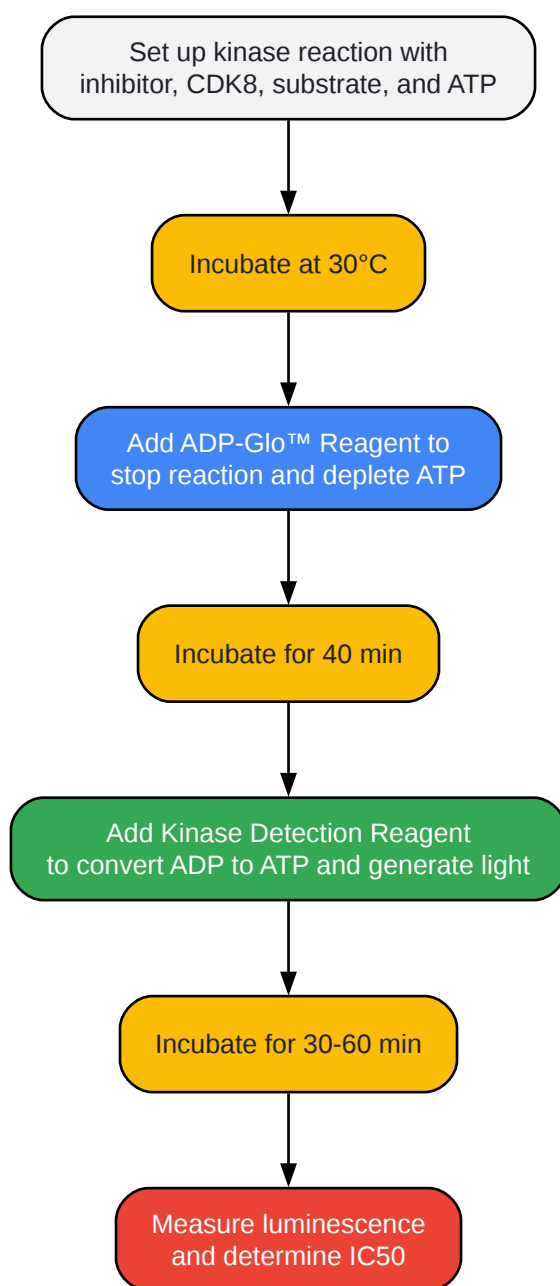 Set up kinase reaction with
inhibitor, CDK8, substrate, and ATP
Incubate at 30°C
Add ADP-Glo™ Reagent to
stop reaction and deplete ATP
Incubate for 40 min
Add Kinase Detection Reagent
to convert ADP to ATP and generate light
Incubate for 30-60 min
Measure luminescence
and determine IC50